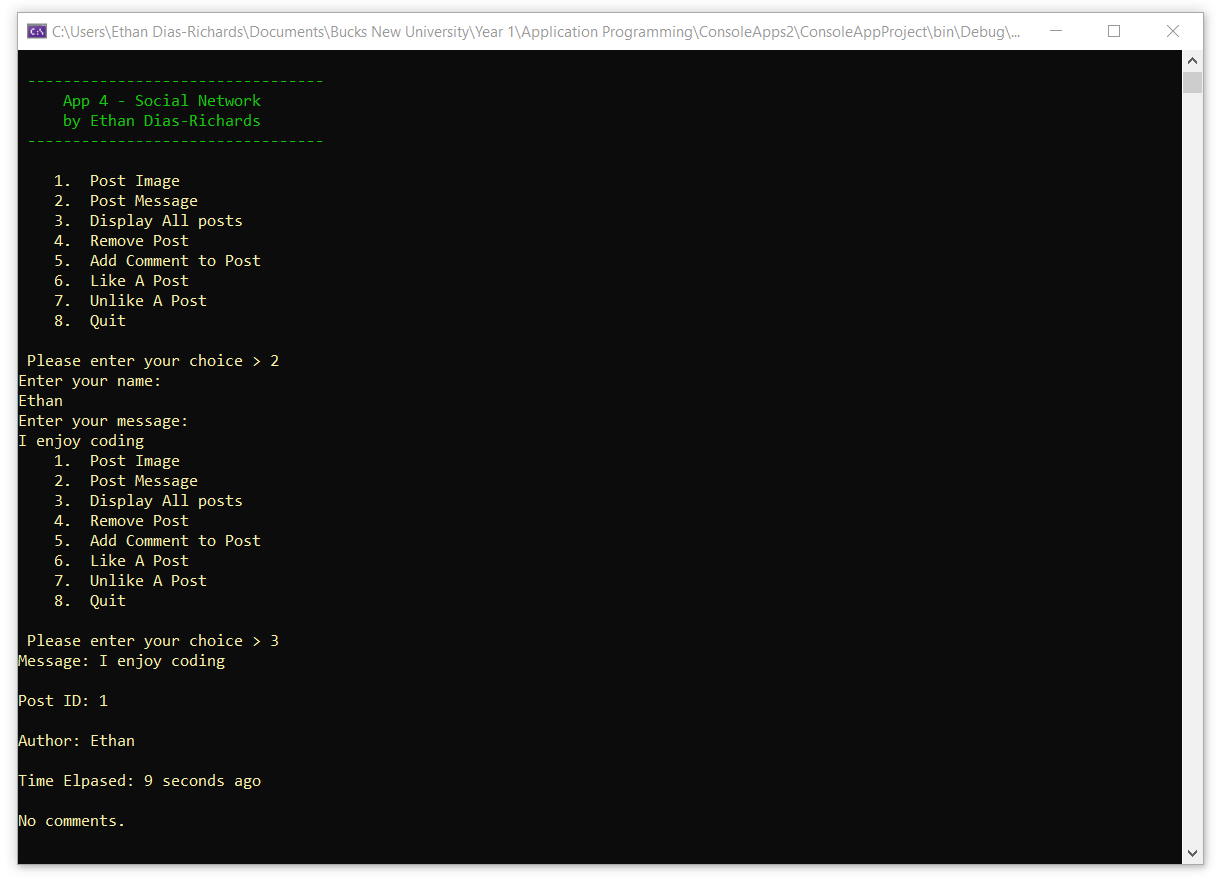 C:\Users\Ethan Dias-Richards\Documents\Bucks New University\Year 1\Application Programming\ConsoleApps2\ConsoleAppProject\bin\Debug\...
---------------------------------
App 4 - Social Network
by Ethan Dias-Richards
---------------------------------
1. Post Image
2. Post Message
3. Display All posts
4. Remove Post
5. Add Comment to Post
6. Like A Post
7. Unlike A Post
8. Quit
Please enter your choice > 2
Enter your name:
Ethan
Enter your message:
I enjoy coding
1. Post Image
2. Post Message
3. Display All posts
4. Remove Post
5. Add Comment to Post
6. Like A Post
7. Unlike A Post
8. Quit
Please enter your choice > 3
Message: I enjoy coding
Post ID: 1
Author: Ethan
Time Elpased: 9 seconds ago
No comments.